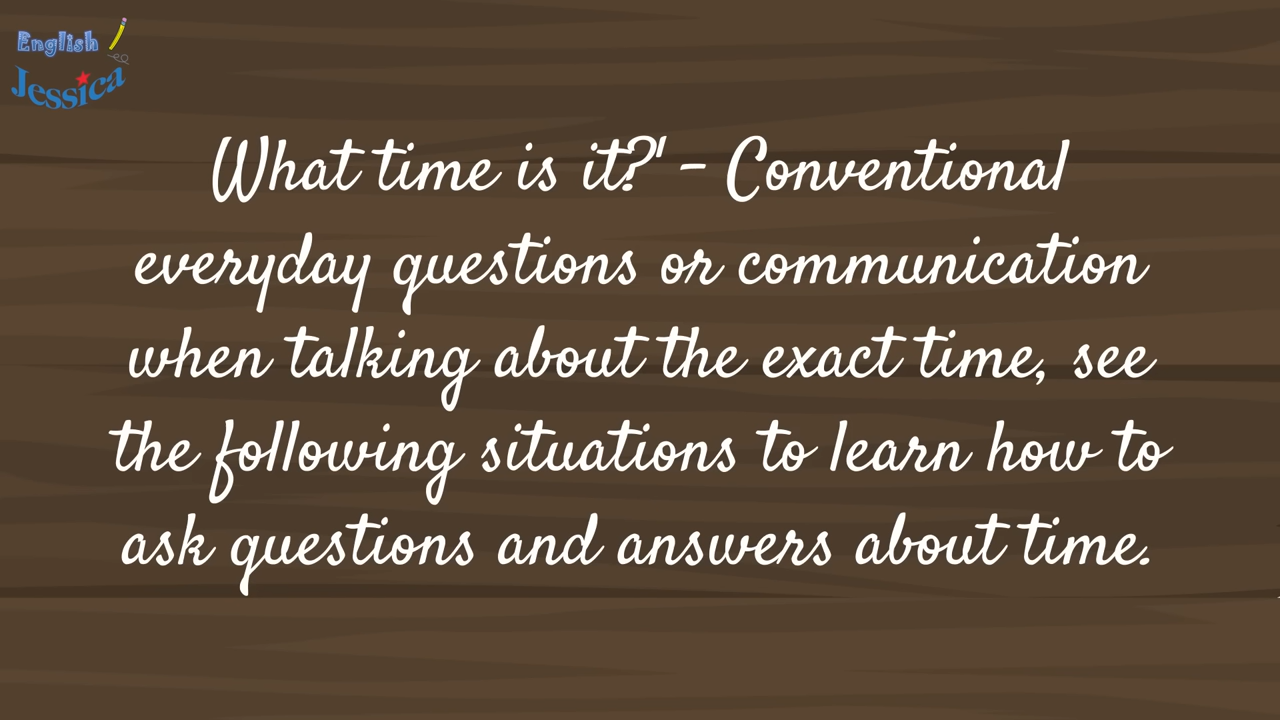 English
Jessica
What time is it?' - Conventional
everyday questions or communication
when talking about the exact time, see
the following situations to learn how to
ask questions and answers about time.